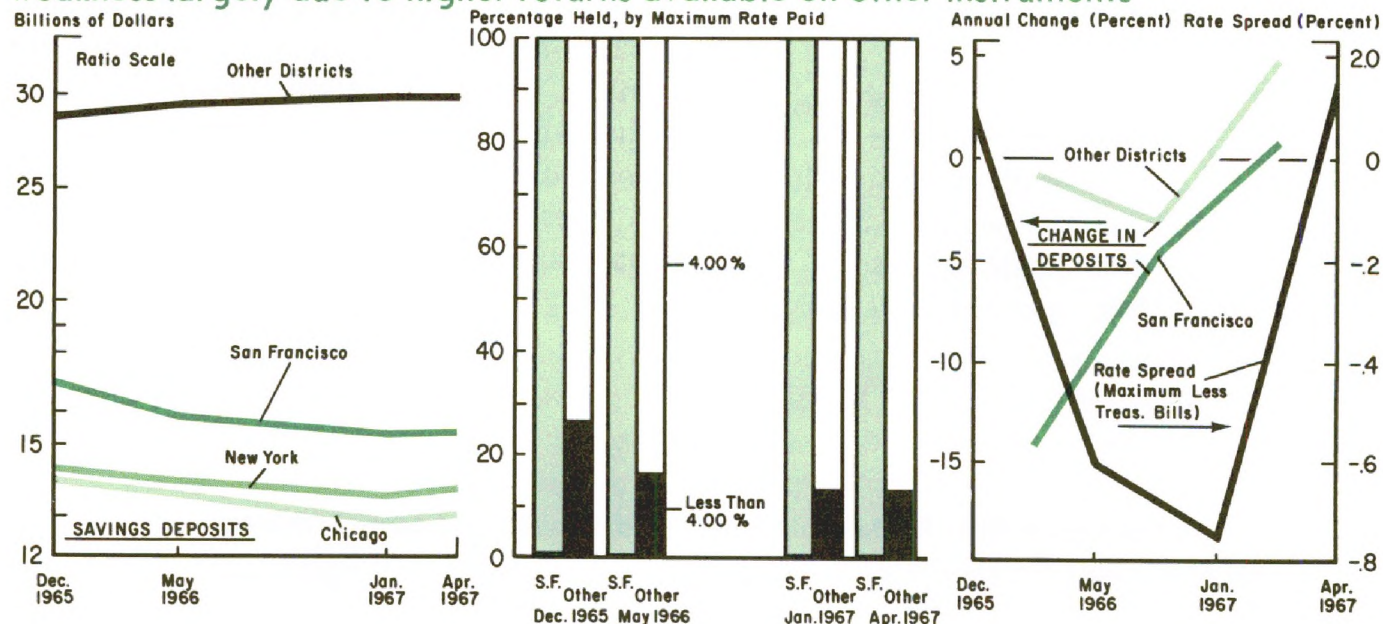 Billions of Dollars
Ratio Scale
Other Districts
30
25
20
San Francisco
15
New York
SAVINGS DEPOSITS
Chicago
12
Dec. 1965
May 1966
Jan. 1967
Apr. 1967
Percentage Held, by Maximum Rate Paid
100
80
60
4.00 %
40
20
Less Than
4.00 %
0
S.F. Other S.F. Other S.F. Other S.F. Other
Dec. 1965 May 1966 Jan. 1967 Apr. 1967
Annual Change (Percent) Rate Spread (Percent)
5
2.0
0
Other Districts
0
CHANGE IN
DEPOSITS
-5
-.2
San Francisco
-10
-.4
Rate Spread
(Maximum Less
Treas. Bills)
-15
-.6
-.8
Dec. 1965
May 1966
Jan. 1967
Apr. 1967